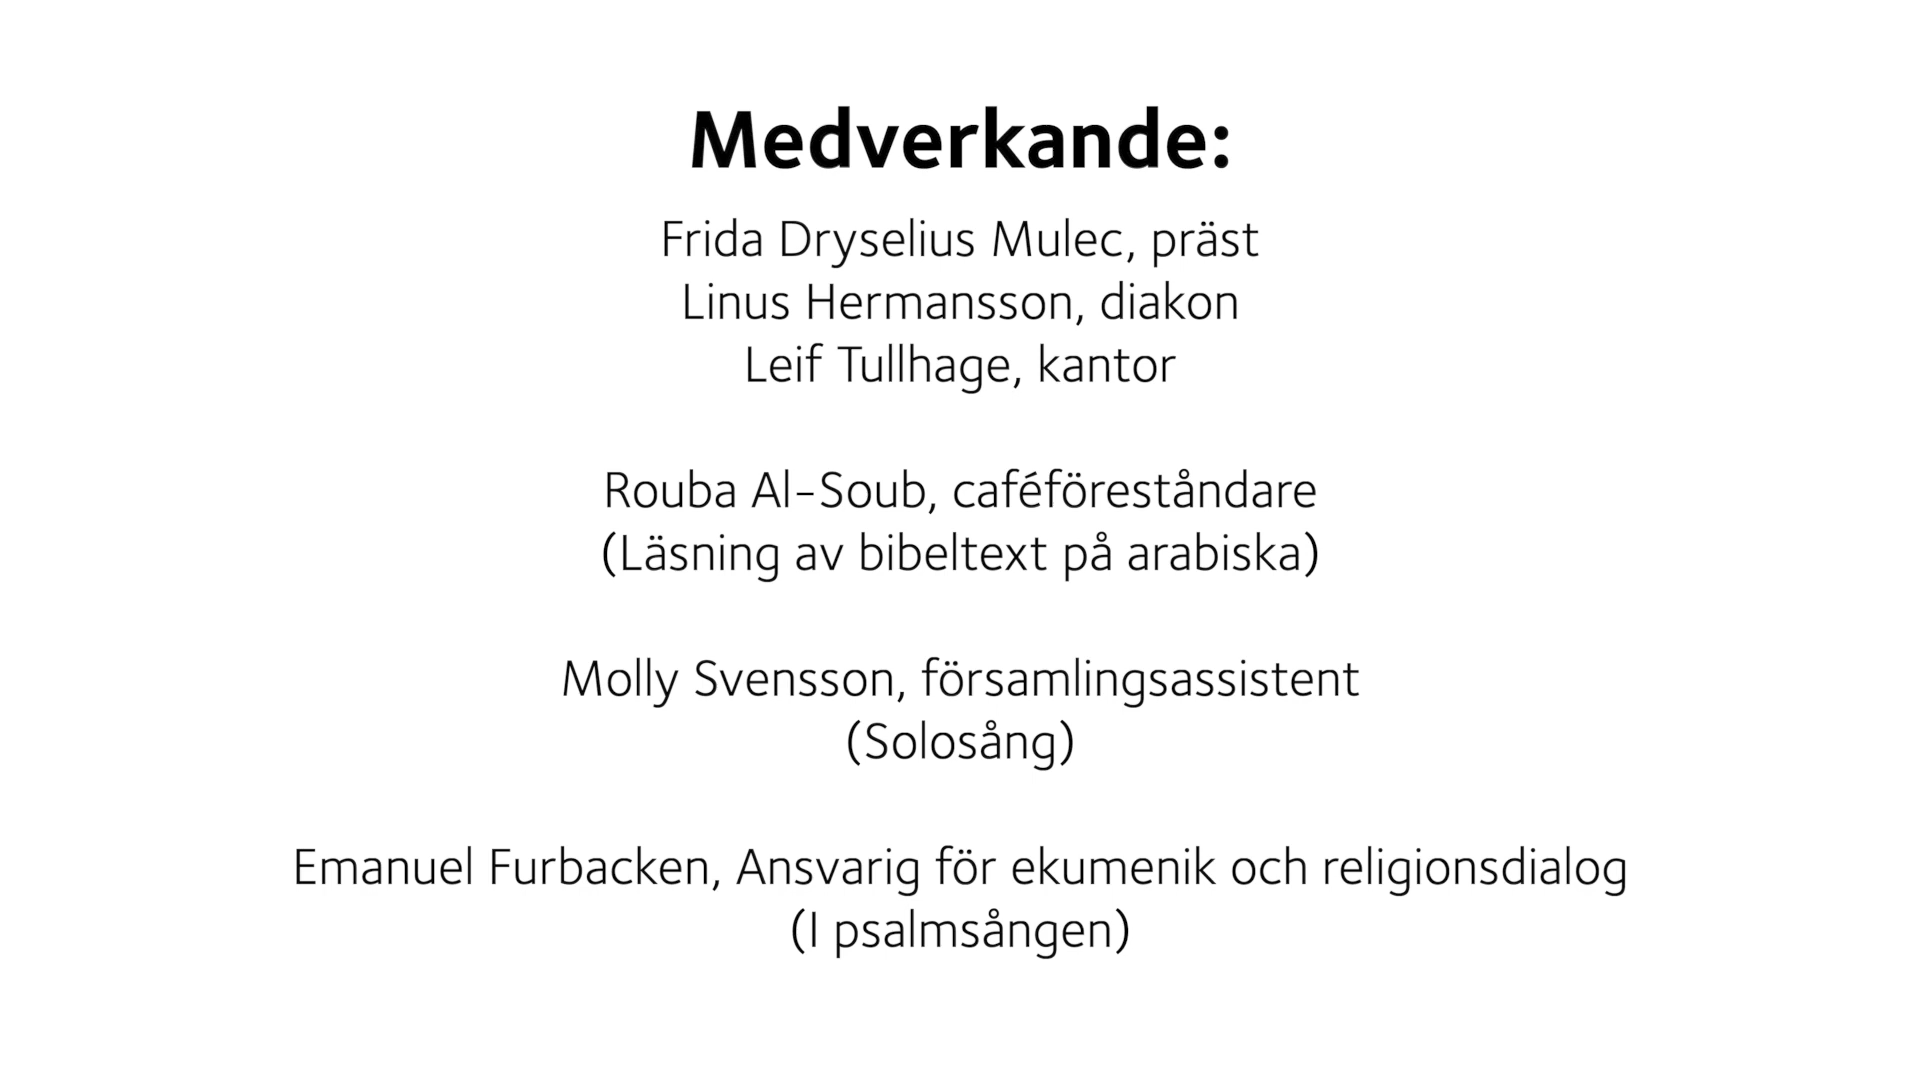 Medverkande:
Frida Dryselius Mulec, präst
Linus Hermansson, diakon
Leif Tullhage, kantor
Rouba Al-Soub, caféföreståndare
(Läsning av bibeltext på arabiska)
Molly Svensson, församlingsassistent
(Solosång)
Emanuel Furbacken, Ansvarig för ekumenik och religionsdialog
(I psalmsången)